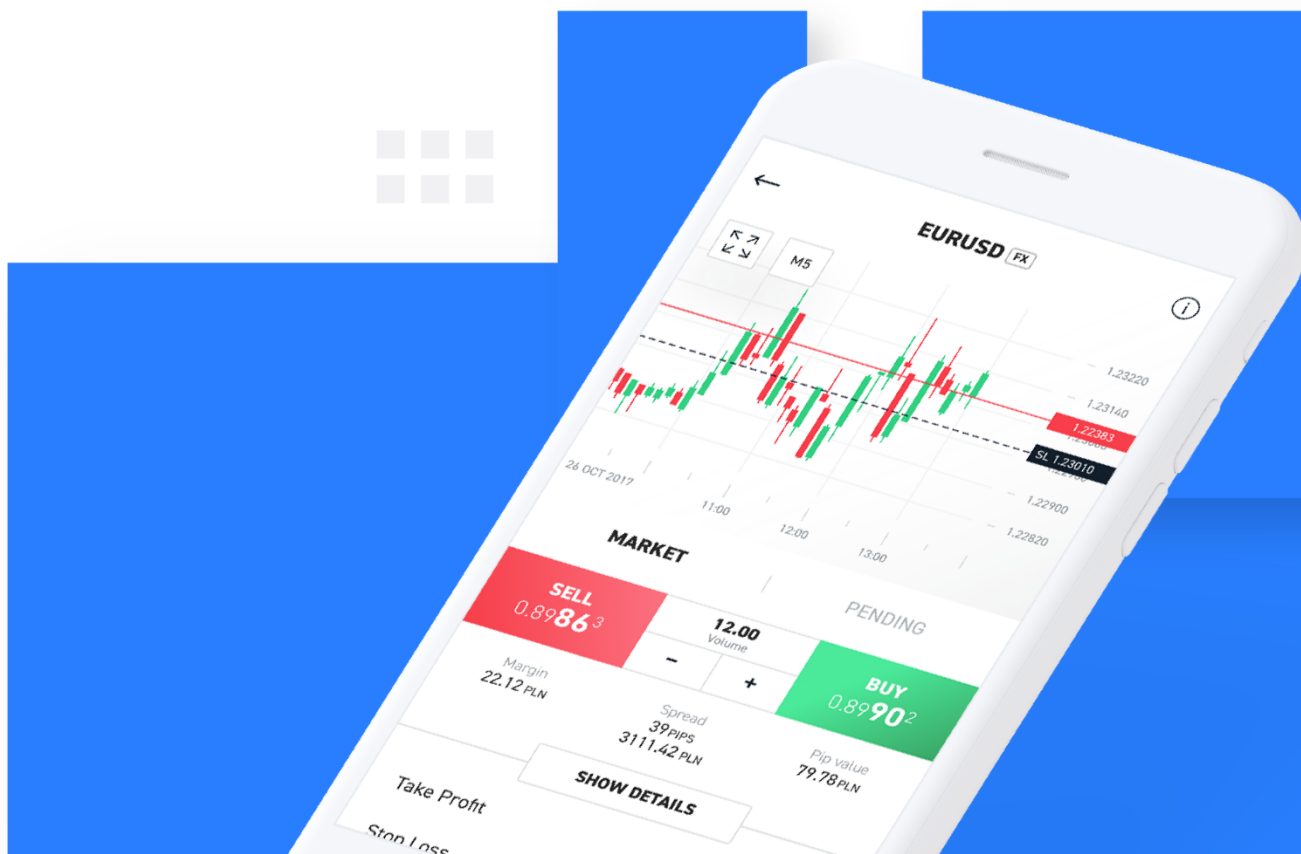 EURUSD FX
M5
1.23220
1.23140
1.22383
SL 1.23010
1.22900
1.22820
26 OCT 2017
11:00
12:00
13:00
MARKET
PENDING
SELL
0.89863
12.00
Volume
-
+
BUY
0.89902
Margin
22.12 PLN
Spread
39 PIPS
3111.42 PLN
Pip value
79.78 PLN
SHOW DETAILS
Take Profit
Stop Loss